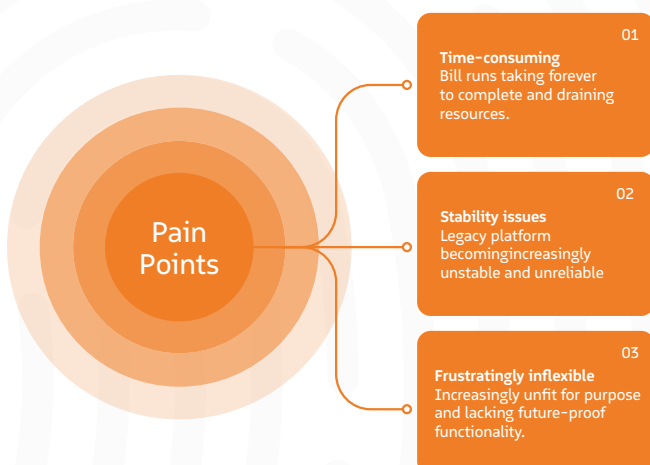 Pain
Points
01
Time-consuming
Bill runs taking forever
to complete and draining
resources.
02
Stability issues
Legacy platform
becomingincreasingly
unstable and unreliable
03
Frustratingly inflexible
Increasingly unfit for purpose
and lacking future-proof
functionality.